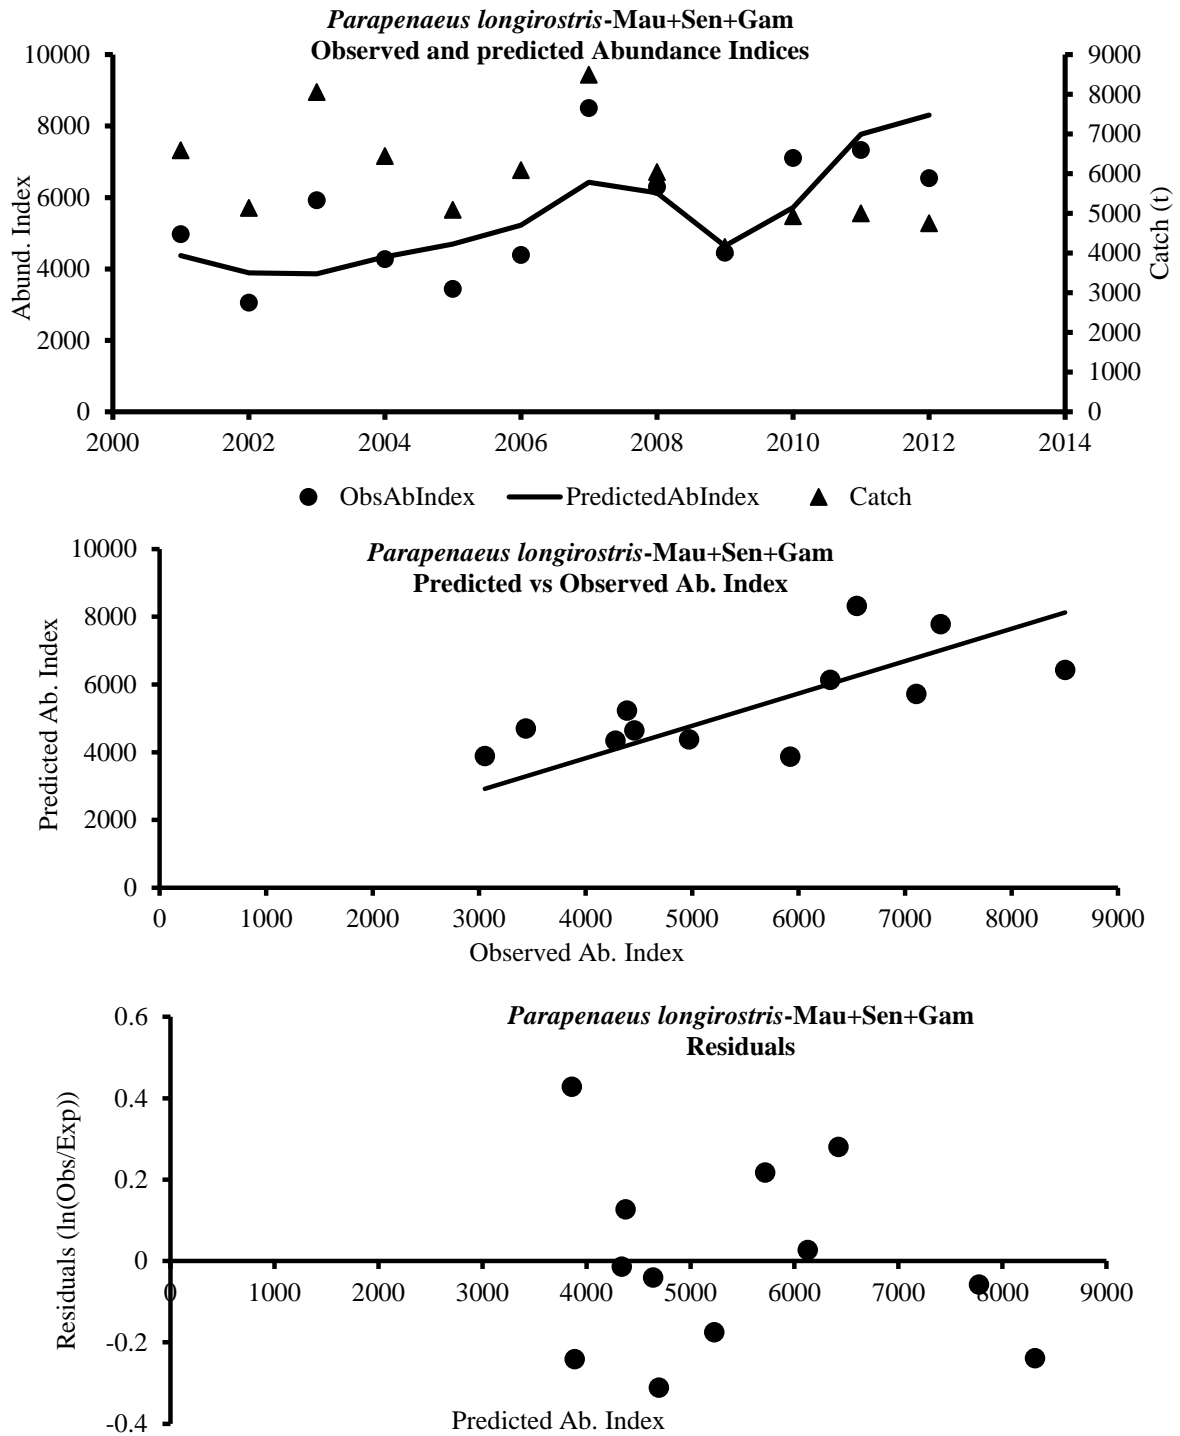 Parapenaeus longirostris-Mau+Sen+Gam
Observed and predicted Abundance Indices
10000
8000
6000
4000
2000
0
Abund. Index
9000
8000
7000
6000
5000
4000
3000
2000
1000
0
Catch (t)
2000 2002 2004 2006 2008 2010 2012 2014
ObsAbIndex PredictedAbIndex Catch
Parapenaeus longirostris-Mau+Sen+Gam
Predicted vs Observed Ab. Index
10000
8000
6000
4000
2000
0
Predicted Ab. Index
0 1000 2000 3000 4000 5000 6000 7000 8000 9000
Observed Ab. Index
Parapenaeus longirostris-Mau+Sen+Gam
Residuals
0.6
0.4
0.2
0
-0.2
-0.4
Residuals (ln(Obs/Exp))
0 1000 2000 3000 4000 5000 6000 7000 8000 9000
Predicted Ab. Index